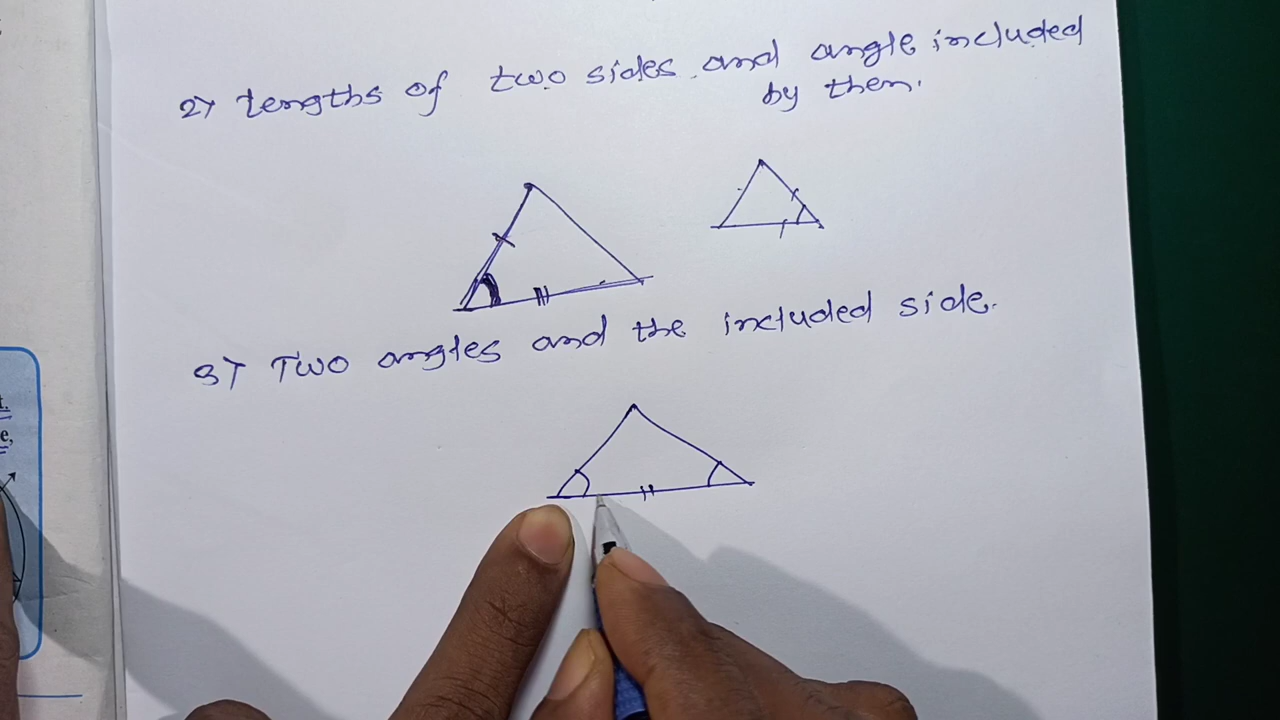 2) Lengths of two sides and angle included
by them.
3) Two angles and the included side.
t.
e,